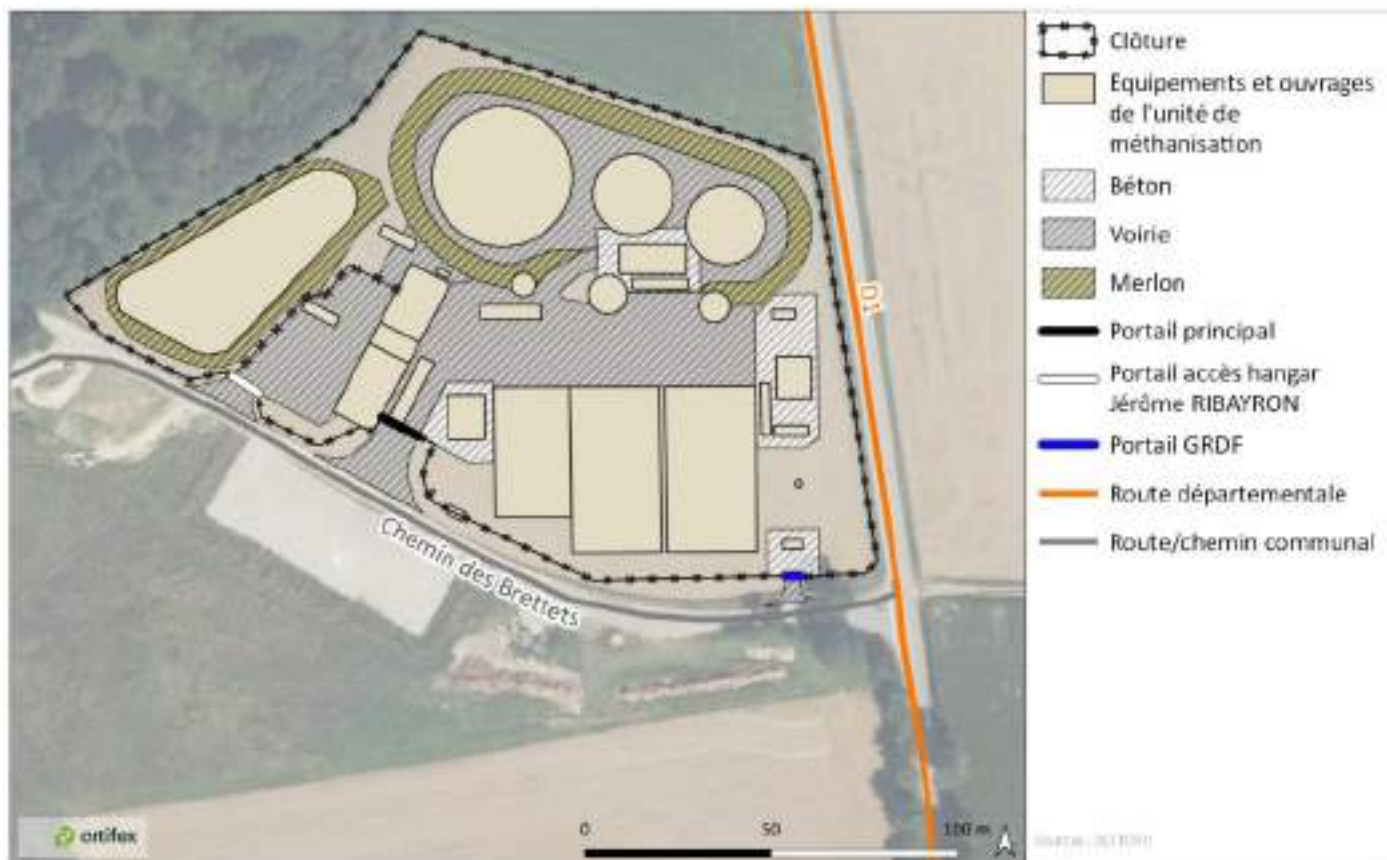 Clôture
Equipements et ouvrages
de l'unité de
méthanisation
Béton
Voirie
Merlon
Portail principal
Portail accès hangar
Jérôme RIBAYRON
Portail GRDF
Route départementale
Route/chemin communal
D1
Chemin des Brettets
artifex
0 50 100 m
Source :